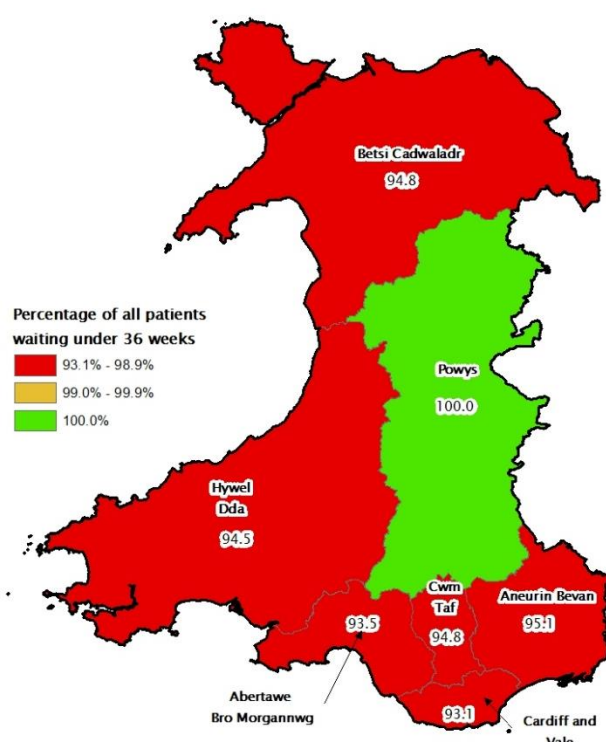 Betsi Cadwaladr
94.8
Percentage of all patients
waiting under 36 weeks
93.1% - 98.9%
99.0% - 99.9%
100.0%
Powys
100.0
Hywel
Dda
94.5
Cwm
Taf
94.8
Aneurin Bevan
95.1
93.5
Abertawe
Bro Morgannwg
93.1
Cardiff and
Vale